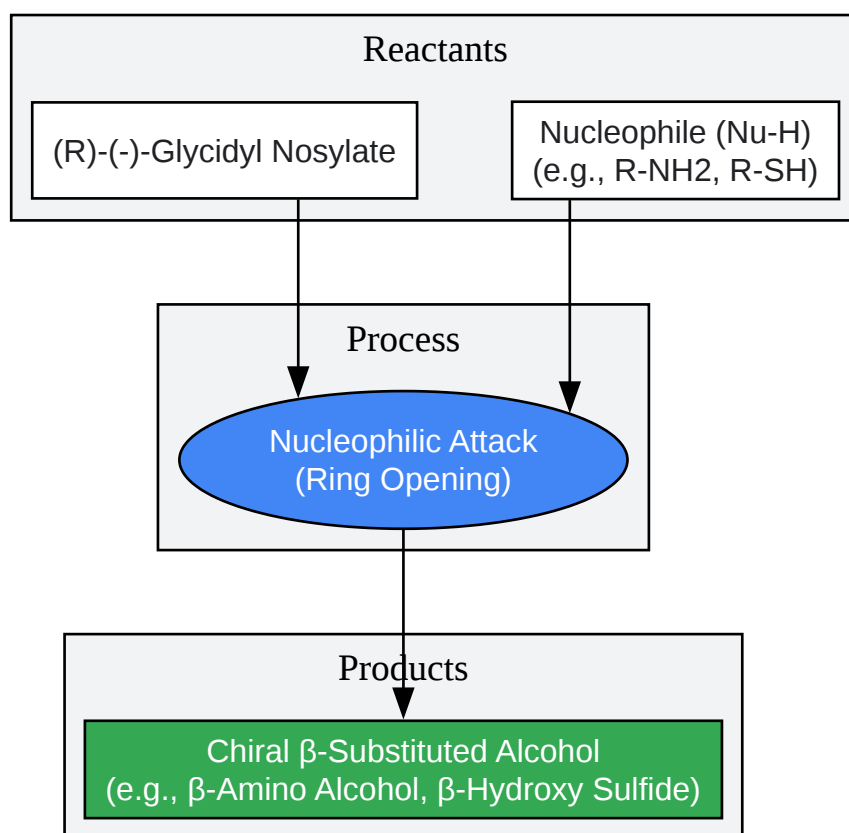 Reactants
(R)-(-)-Glycidyl Nosylate
Nucleophile (Nu-H)
(e.g., R-NH2, R-SH)
Process
Nucleophilic Attack
(Ring Opening)
Products
Chiral β-Substituted Alcohol
(e.g., β-Amino Alcohol, β-Hydroxy Sulfide)